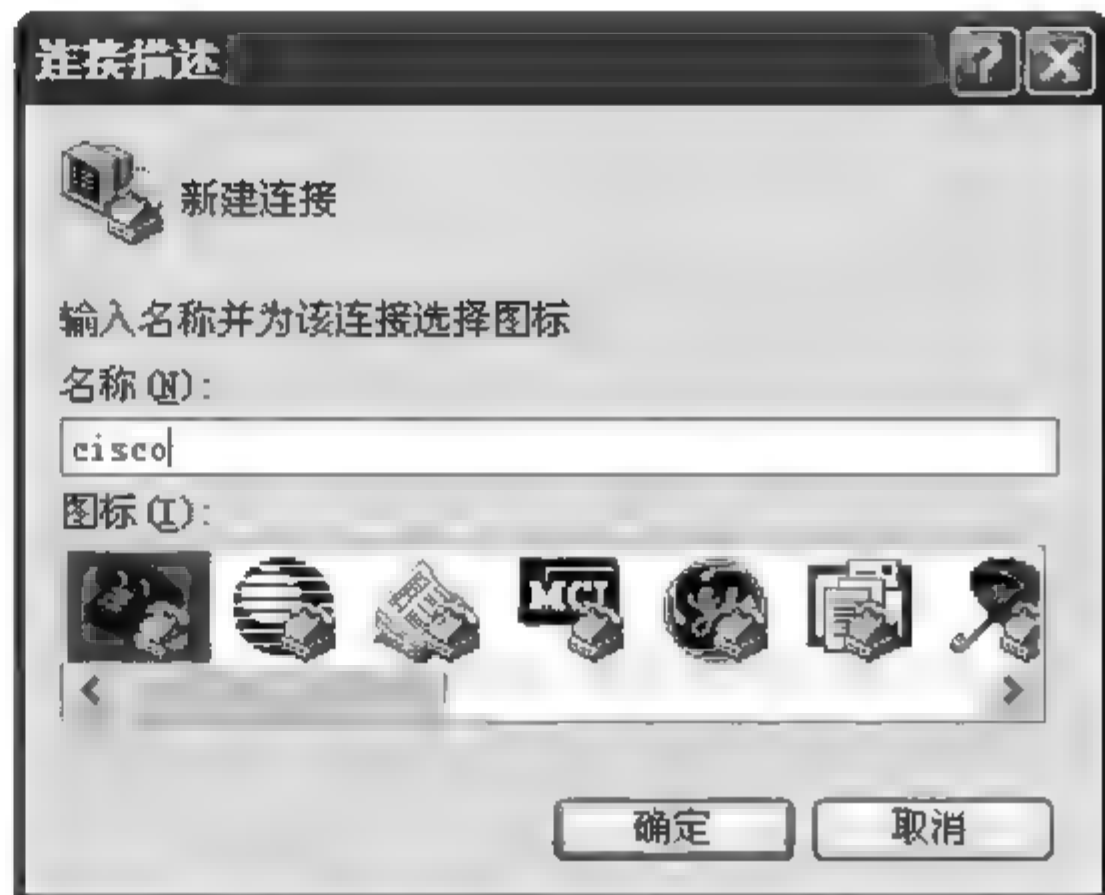 连接描述
新建连接
输入名称并为该连接选择图标
名称(N):
cisco
图标(I):
MCI
确定
取消